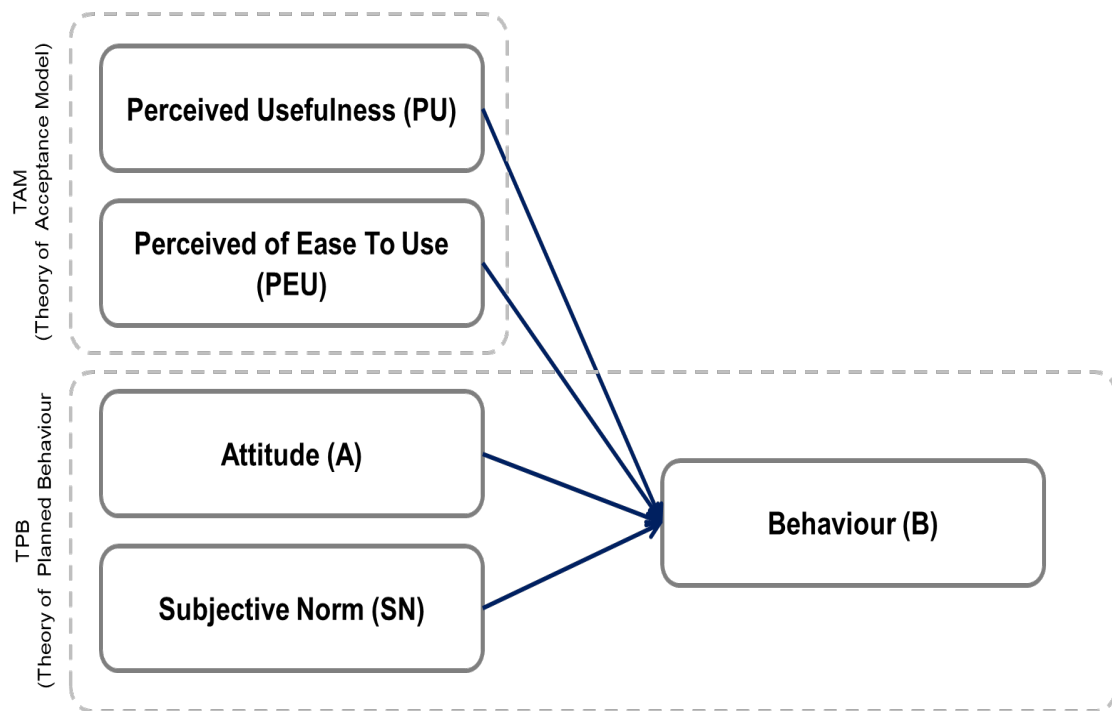 TAM
(Theory of Acceptance Model)
Perceived Usefulness (PU)
Perceived of Ease To Use
(PEU)
TPB
(Theory of Planned Behaviour
Attitude (A)
Subjective Norm (SN)
Behaviour (B)